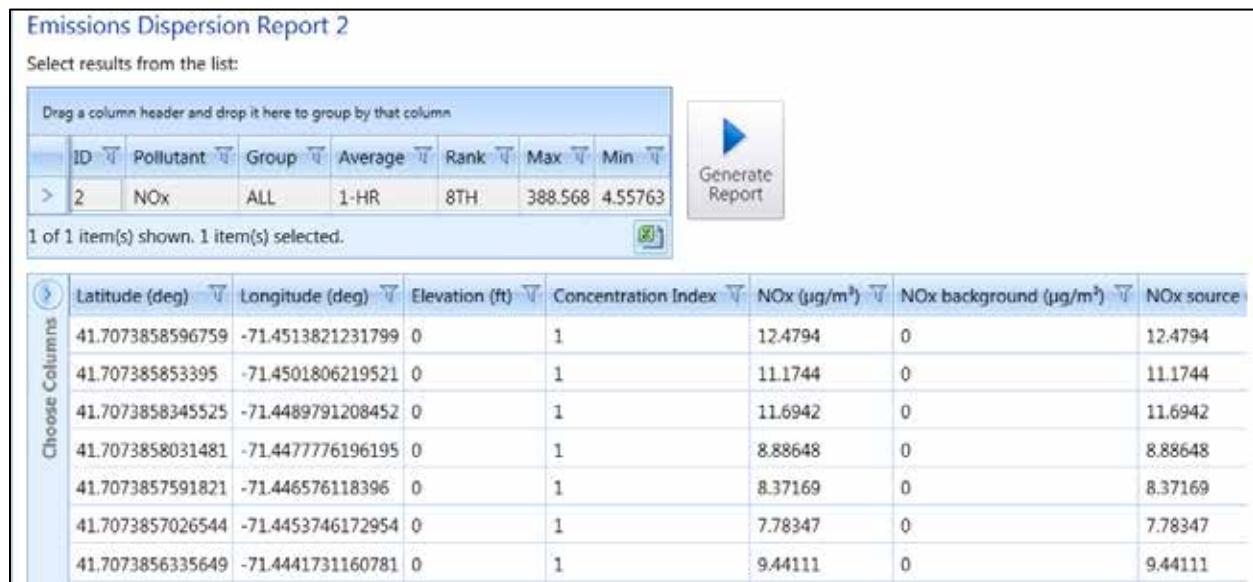 Emissions Dispersion Report 2
Select results from the list:
Drag a column header and drop it here to group by that column
ID Pollutant Group Average Rank Max Min
> 2 NOx ALL 1-HR 8TH 388.568 4.55763
1 of 1 item(s) shown. 1 item(s) selected.
Generate
Report
Choose Columns
Latitude (deg) Longitude (deg) Elevation (ft) Concentration Index NOx (µg/m³) NOx background (µg/m³) NOx source
41.7073858596759 -71.4513821231799 0 1 12.4794 0 12.4794
41.707385853395 -71.4501806219521 0 1 11.1744 0 11.1744
41.7073858345525 -71.4489791208452 0 1 11.6942 0 11.6942
41.7073858031481 -71.4477776196195 0 1 8.88648 0 8.88648
41.7073857591821 -71.446576118396 0 1 8.37169 0 8.37169
41.7073857026544 -71.4453746172954 0 1 7.78347 0 7.78347
41.7073856335649 -71.4441731160781 0 1 9.44111 0 9.44111